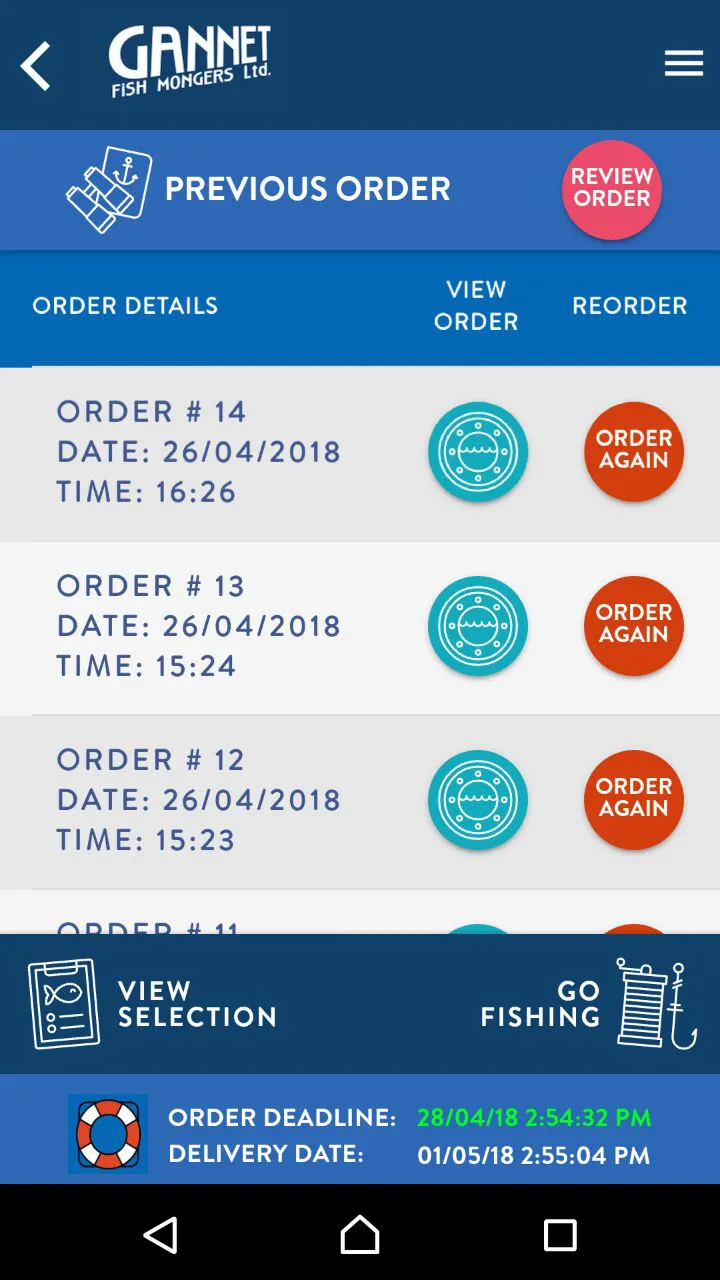 GANNET
FISH MONGERS Ltd.
PREVIOUS ORDER
REVIEW
ORDER
ORDER DETAILS
VIEW
ORDER
REORDER
ORDER # 14
DATE: 26/04/2018
TIME: 16:26
ORDER
AGAIN
ORDER # 13
DATE: 26/04/2018
TIME: 15:24
ORDER
AGAIN
ORDER # 12
DATE: 26/04/2018
TIME: 15:23
ORDER
AGAIN
ORDER # 11
VIEW
SELECTION
GO
FISHING
ORDER DEADLINE: 28/04/18 2:54:32 PM
DELIVERY DATE: 01/05/18 2:55:04 PM